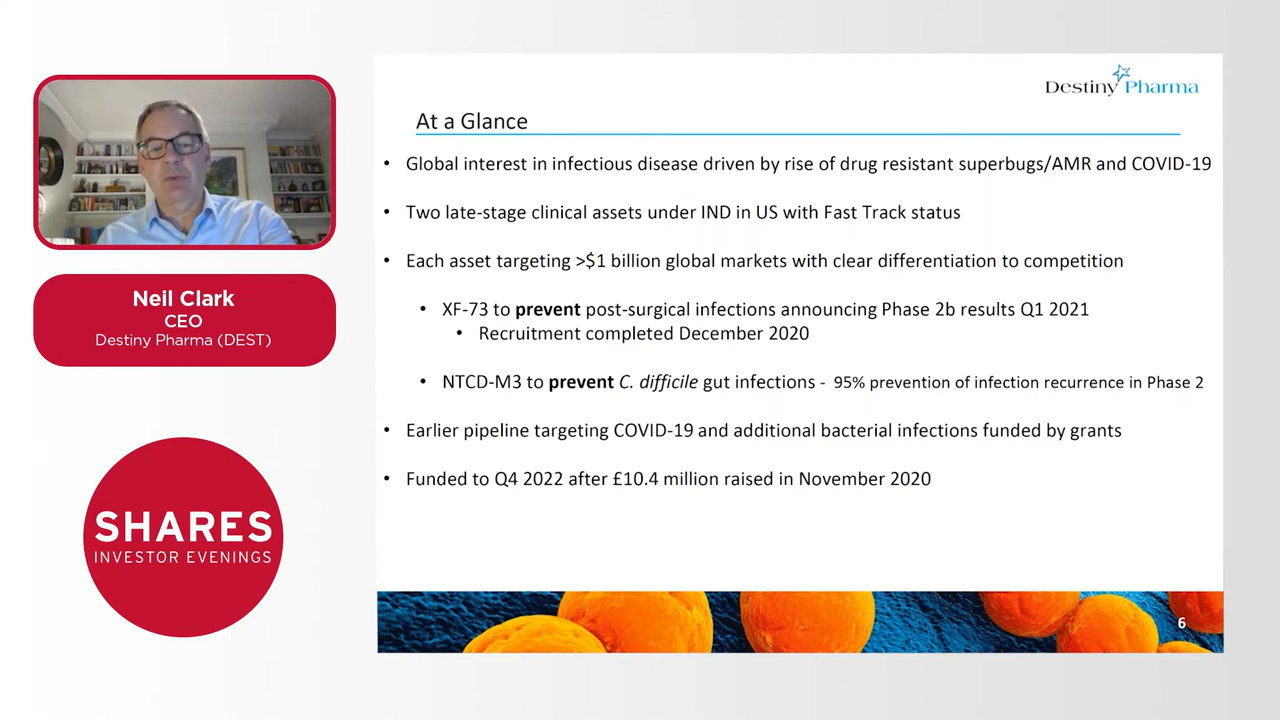 Destiny Pharma
At a Glance
• Global interest in infectious disease driven by rise of drug resistant superbugs/AMR and COVID-19
• Two late-stage clinical assets under IND in US with Fast Track status
• Each asset targeting >$1 billion global markets with clear differentiation to competition
• XF-73 to prevent post-surgical infections announcing Phase 2b results Q1 2021
• Recruitment completed December 2020
• NTCD-M3 to prevent C. difficile gut infections - 95% prevention of infection recurrence in Phase 2
• Earlier pipeline targeting COVID-19 and additional bacterial infections funded by grants
• Funded to Q4 2022 after £10.4 million raised in November 2020
6
Neil Clark
CEO
Destiny Pharma (DEST)
SHARES
INVESTOR EVENINGS